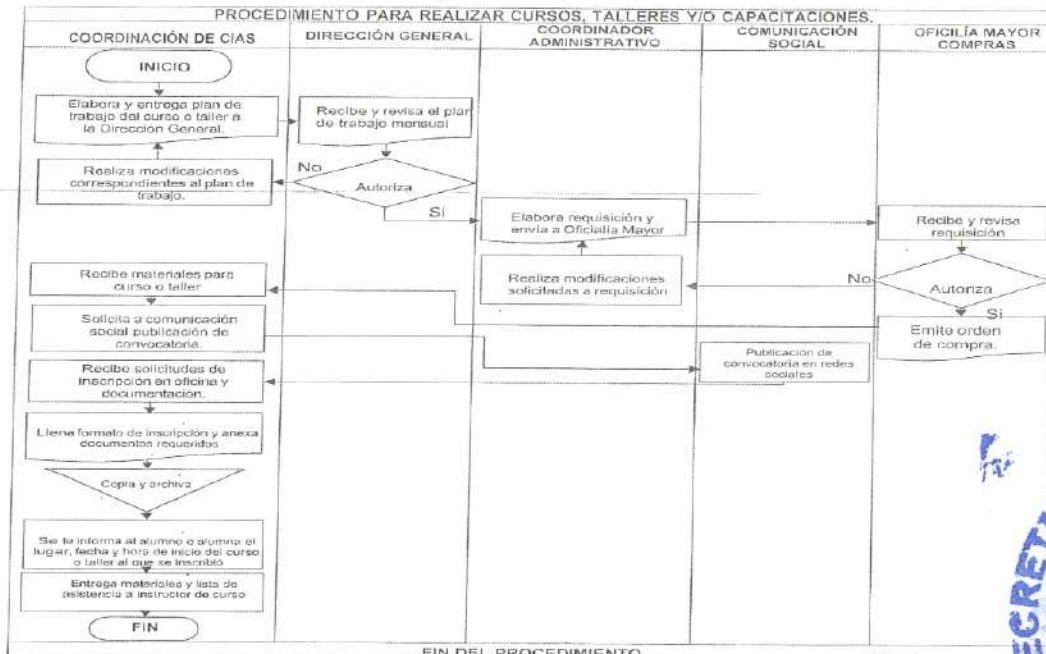 PROCEDIMIENTO PARA REALIZAR CURSOS, TALLERES Y/O CAPACITACIONES.
COORDINACIÓN DE CIAS
DIRECCIÓN GENERAL
COORDINADOR
ADMINISTRATIVO
COMUNICACIÓN
SOCIAL
OFICILÍA MAYOR
COMPRAS
INICIO
Elabora y entrega plan de
trabajo del curso o taller a
la Dirección General.
Recibe y revisa el plan
de trabajo mensual
Realiza modificaciones
correspondientes al plan de
trabajo.
No
Autoriza
Sí
Elabora requisición y
envía a Oficialía Mayor
Recibe y revisa
requisición
Realiza modificaciones
solicitadas a requisición
No
Autoriza
Sí
Emite orden
de compra.
Recibe materiales para
curso o taller
Solicita a comunicación
social publicación de
convocatoria.
Publicación de
convocatoria en redes
sociales
Recibe solicitudes de
inscripción en oficina y
documentación.
Llena formato de inscripción y anexa
documentos requeridos
Copia y archiva
Se le informa al alumno o alumna el
lugar, fecha y hora de inicio del curso
o taller al que se inscribió
Entrega materiales y lista de
asistencia a instructor de curso
FIN
FIN DEL PROCEDIMIENTO